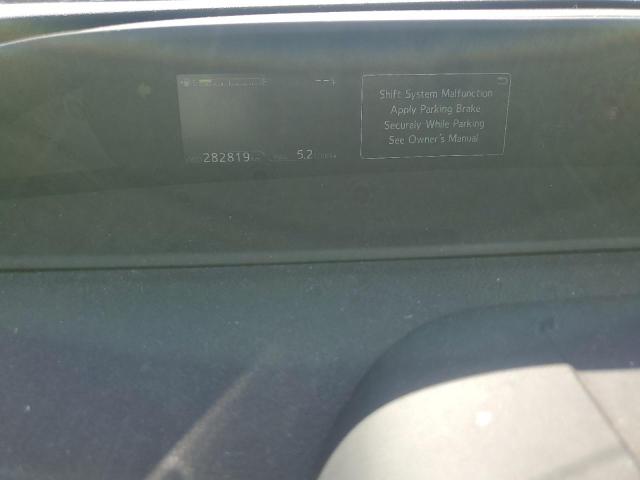 Shift System Malfunction
Apply Parking Brake
Securely While Parking
See Owner's Manual
282819
5.2